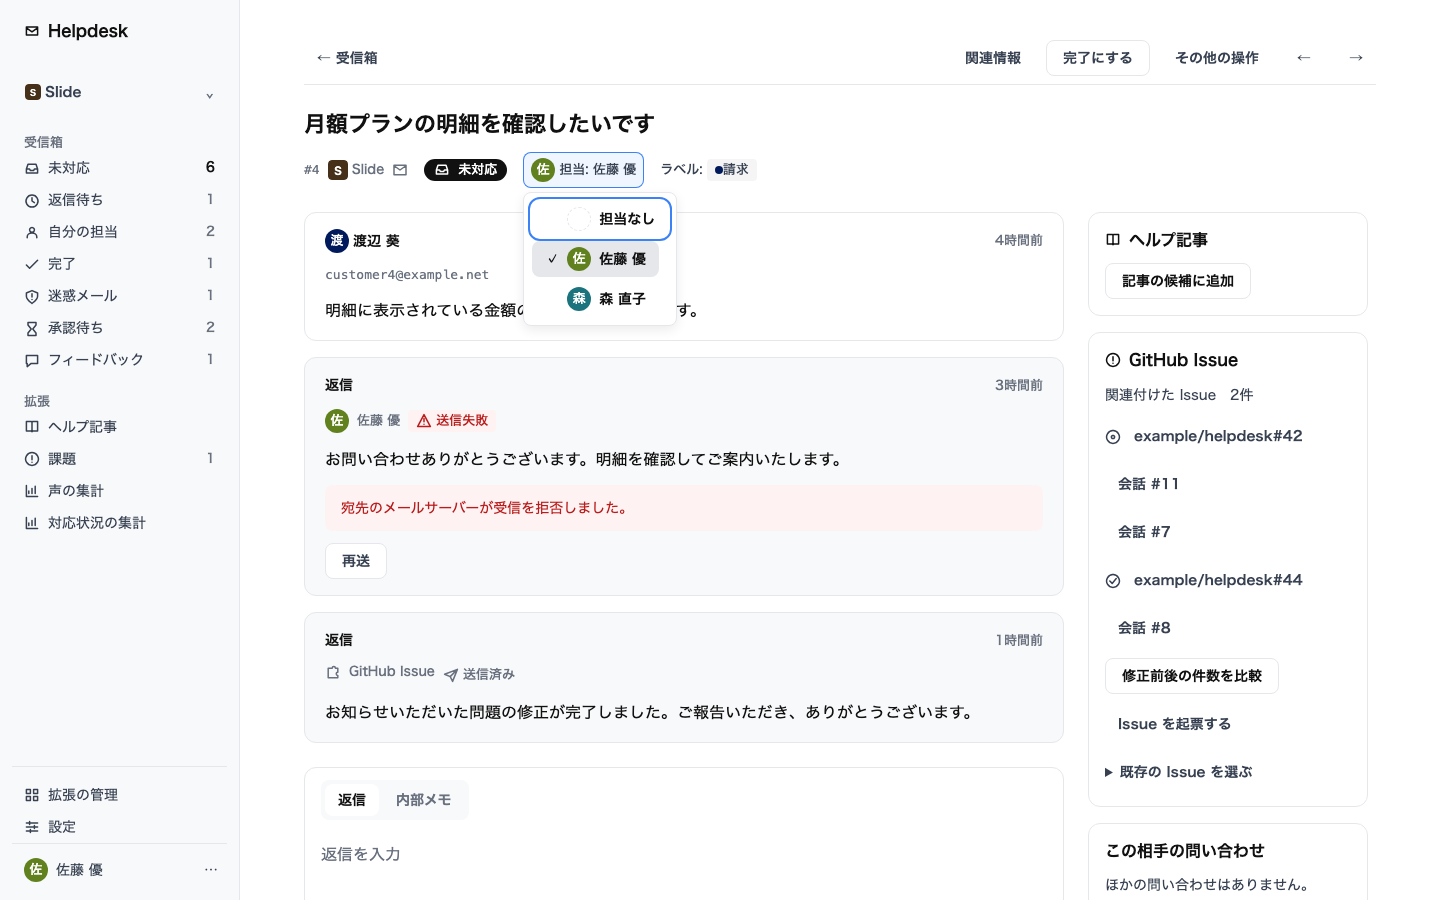 Helpdesk
S Slide
受信箱
未対応 6
返信待ち 1
自分の担当 2
完了 1
迷惑メール 1
承認待ち 2
フィードバック 1
拡張
ヘルプ記事
課題 1
声の集計
対応状況の集計
拡張の管理
設定
佐 佐藤 優 ...
← 受信箱
関連情報 完了にする その他の操作 ← →
月額プランの明細を確認したいです
#4 S Slide 未対応 佐 担当: 佐藤 優 ラベル: 請求
担当なし
✓ 佐 佐藤 優
森 森 直子
渡 渡辺 葵 4時間前
customer4@example.net
明細に表示されている金額の
す。
返信 3時間前
佐 佐藤 優 送信失敗
お問い合わせありがとうございます。明細を確認してご案内いたします。
宛先のメールサーバーが受信を拒否しました。
再送
返信 1時間前
GitHub Issue 送信済み
お知らせいただいた問題の修正が完了しました。ご報告いただき、ありがとうございます。
返信 内部メモ
返信を入力
ヘルプ記事
記事の候補に追加
GitHub Issue
関連付けた Issue 2件
example/helpdesk#42
会話 #11
会話 #7
example/helpdesk#44
会話 #8
修正前後の件数を比較
Issue を起票する
▶ 既存の Issue を選ぶ
この相手の問い合わせ
ほかの問い合わせはありません。